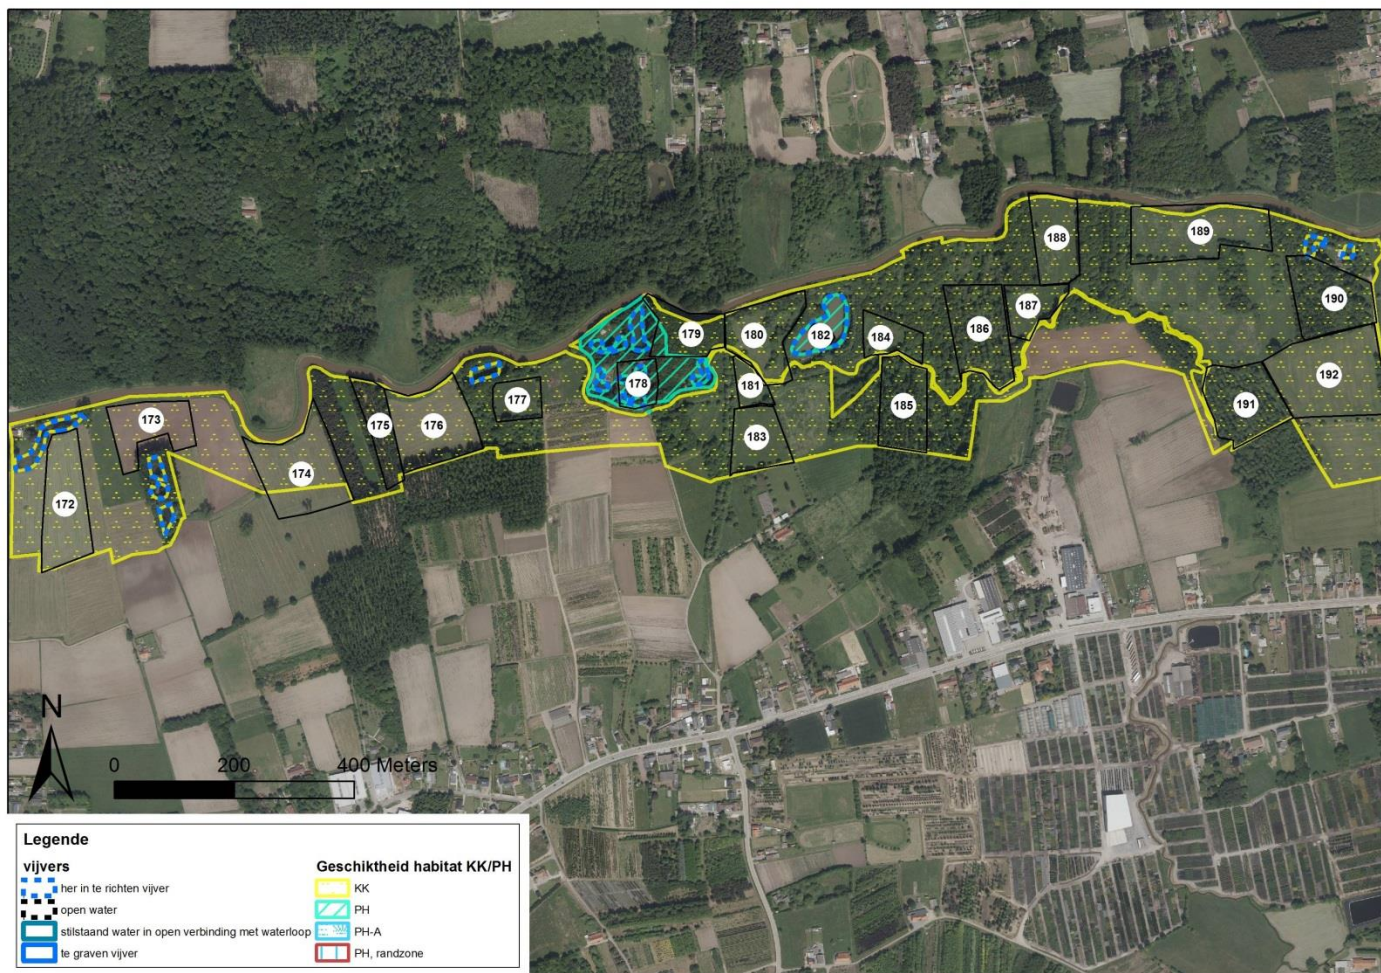 188
189
187
190
179
180
182
184
186
192
178
181
177
185
191
173
175
176
183
174
172
N
0 200 400 Meters
Legende
vijvers
her in te richten vijver
open water
stilstaand water in open verbinding met waterloop
te graven vijver
Geschiktheid habitat KK/PH
KK
PH
PH-A
PH, randzone